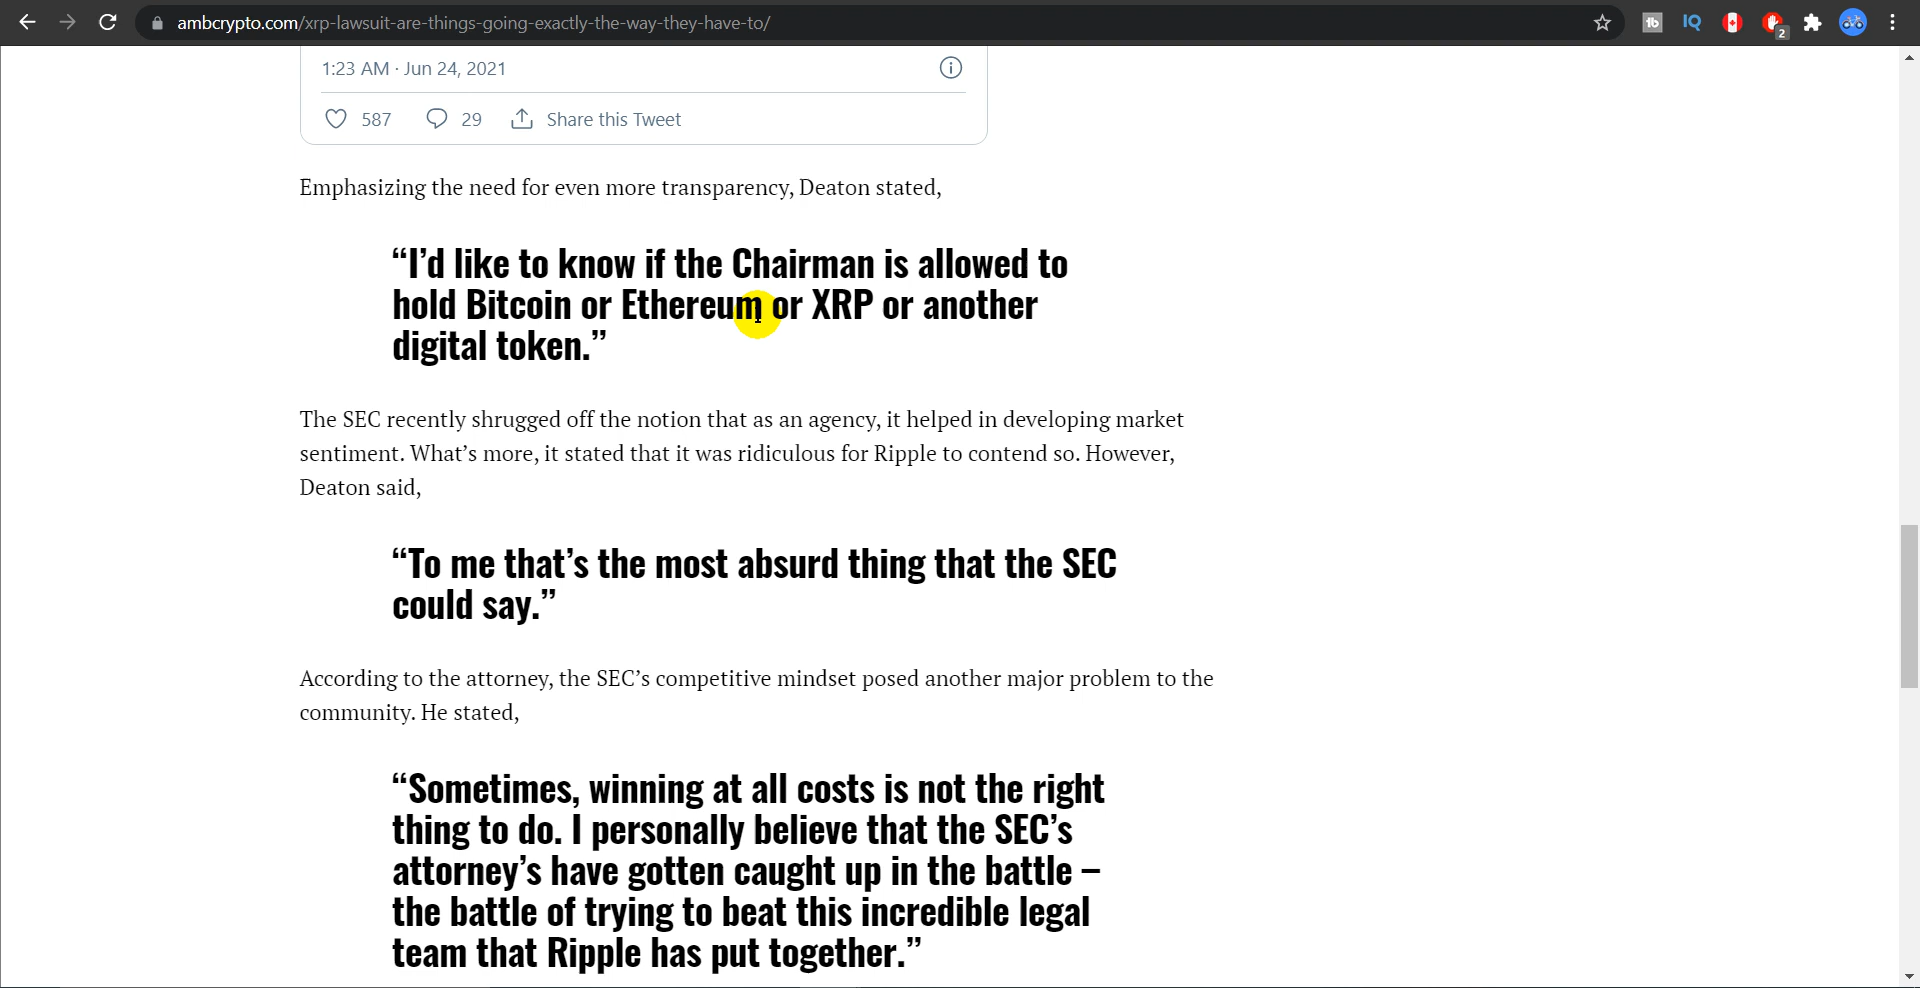 ambcrypto.com/xrp-lawsuit-are-things-going-exactly-the-way-they-have-to/
tb
IQ
2
1:23 AM · Jun 24, 2021
587 29 Share this Tweet
Emphasizing the need for even more transparency, Deaton stated,
“I’d like to know if the Chairman is allowed to
hold Bitcoin or Ethereum or XRP or another
digital token.”
The SEC recently shrugged off the notion that as an agency, it helped in developing market
sentiment. What’s more, it stated that it was ridiculous for Ripple to contend so. However,
Deaton said,
“To me that’s the most absurd thing that the SEC
could say.”
According to the attorney, the SEC’s competitive mindset posed another major problem to the
community. He stated,
“Sometimes, winning at all costs is not the right
thing to do. I personally believe that the SEC’s
attorney’s have gotten caught up in the battle –
the battle of trying to beat this incredible legal
team that Ripple has put together.”